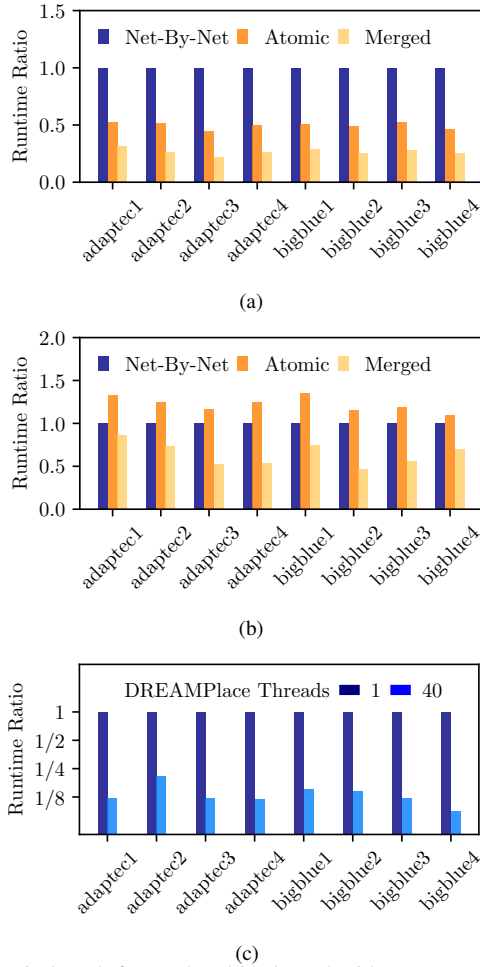 1.5
Net-By-Net Atomic Merged
1.0
0.5
0.0
Runtime Ratio
adaptec1 adaptec2 adaptec3 adaptec4 bigblue1 bigblue2 bigblue3 bigblue4
(a)
2.0
Net-By-Net Atomic Merged
1.5
1.0
0.5
0.0
Runtime Ratio
adaptec1 adaptec2 adaptec3 adaptec4 bigblue1 bigblue2 bigblue3 bigblue4
(b)
DREAMPlace Threads 1 40
1
1/2
1/4
1/8
Runtime Ratio
adaptec1 adaptec2 adaptec3 adaptec4 bigblue1 bigblue2 bigblue3 bigblue4
(c)